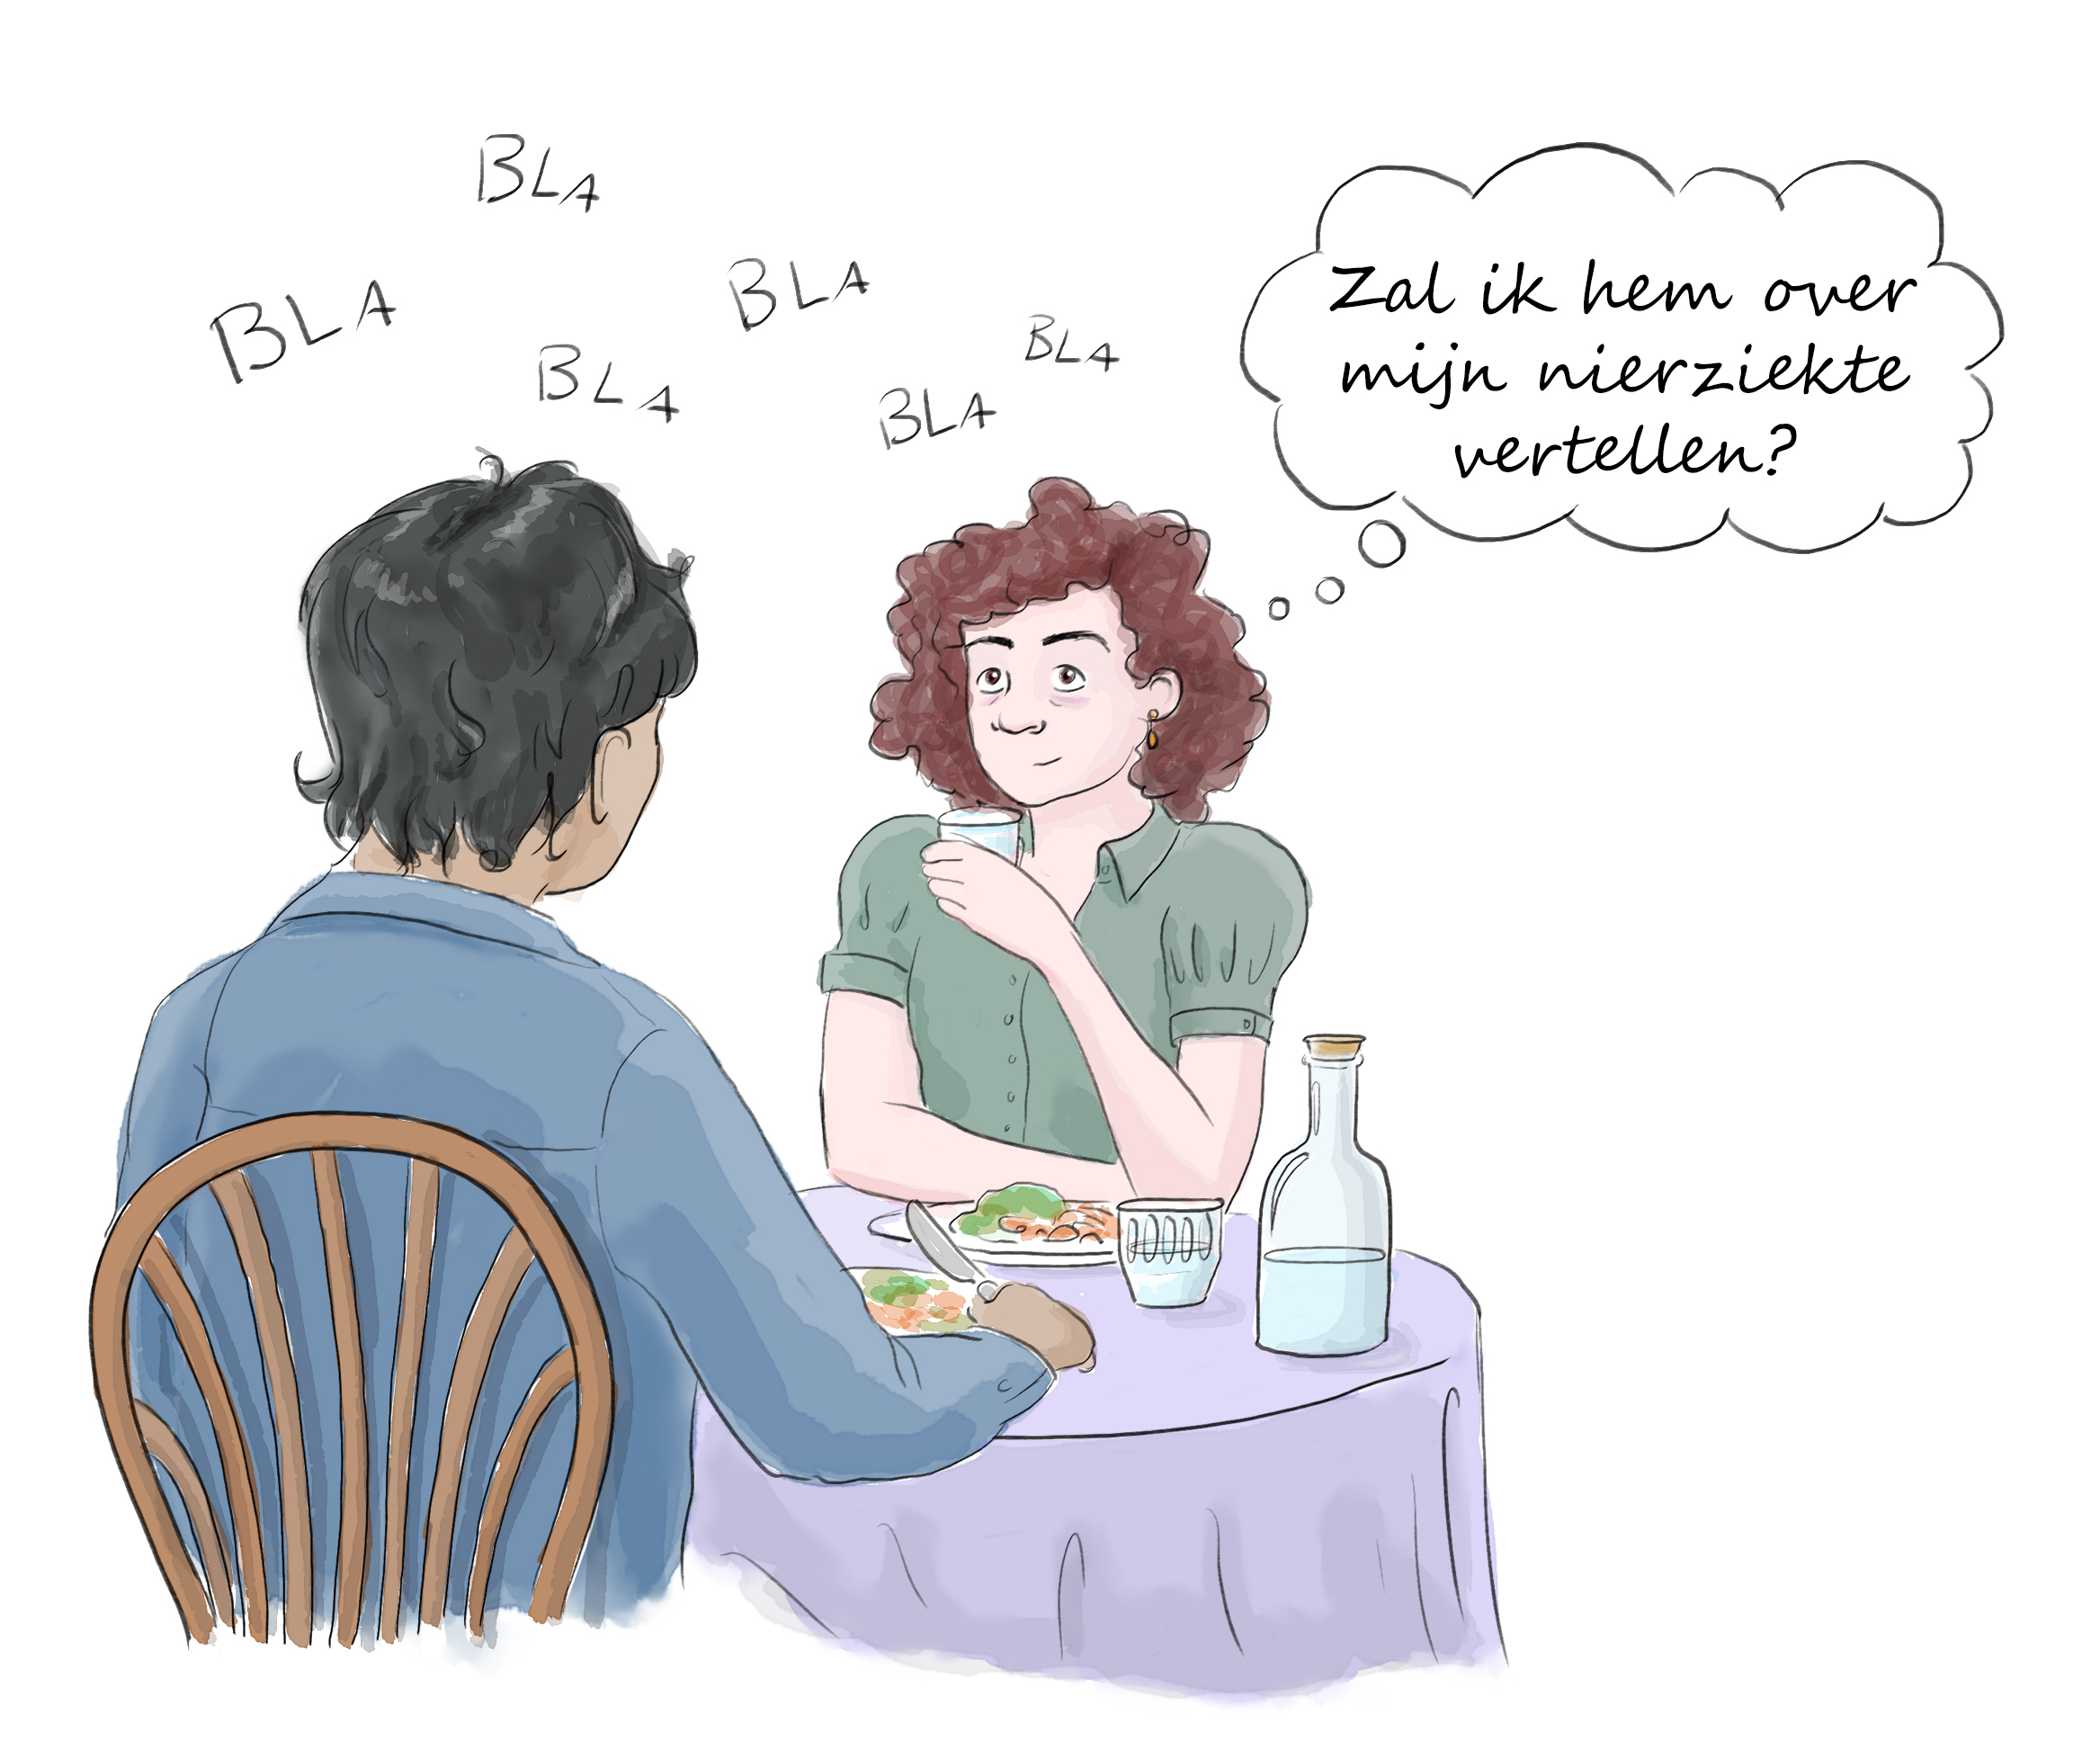 BLA
BLA
BLA
BLA
BLA
BLA
Zal ik hem over
mijn nierziekte
vertellen?